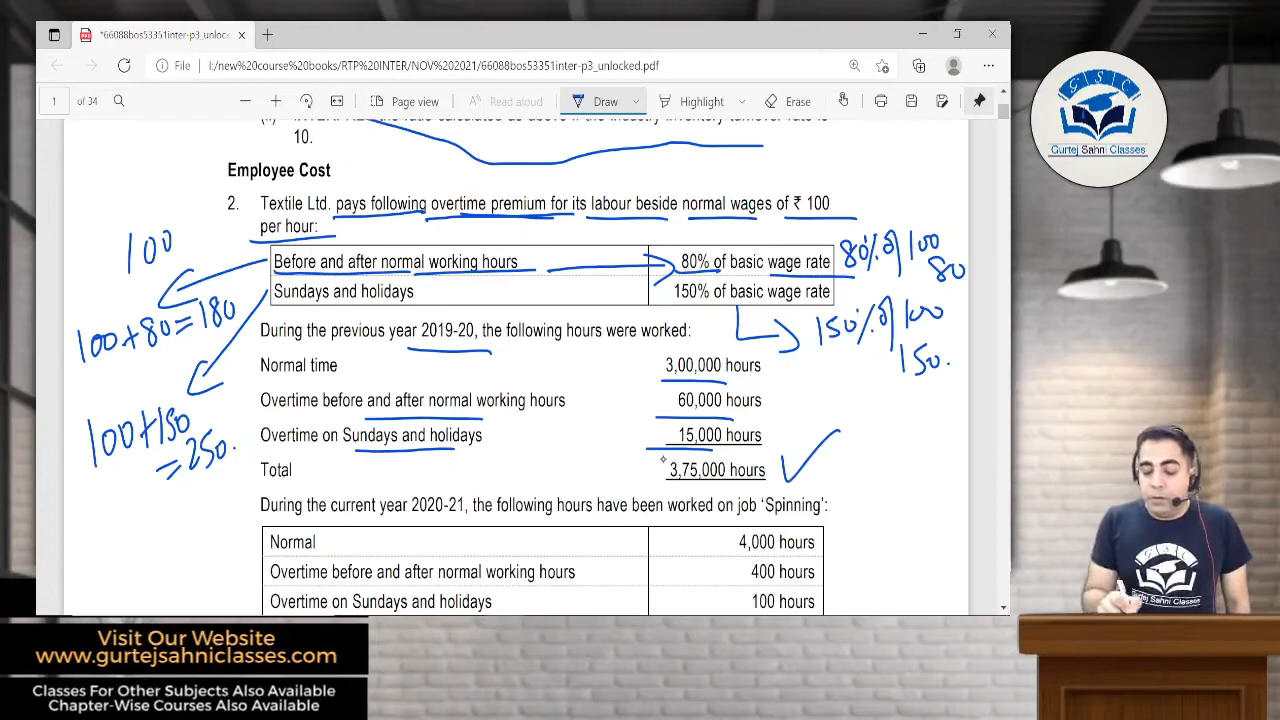 *66088bos53351inter-p3_unlock
File
I:/new%20course%20books/RTP%20INTER/NOV%202021/66088bos53351inter-p3_unlocked.pdf
1 of 34
Page view
Read aloud
Draw
Highlight
Erase
10.
Employee Cost
2. Textile Ltd. pays following overtime premium for its labour beside normal wages of ₹ 100
per hour:
Before and after normal working hours 80% of basic wage rate
Sundays and holidays 150% of basic wage rate
100
80% of 100
80
100+80=180
150% of 100
150.
100+150
=250.
During the previous year 2019-20, the following hours were worked:
Normal time 3,00,000 hours
Overtime before and after normal working hours 60,000 hours
Overtime on Sundays and holidays 15,000 hours
Total 3,75,000 hours
During the current year 2020-21, the following hours have been worked on job ‘Spinning’:
Normal 4,000 hours
Overtime before and after normal working hours 400 hours
Overtime on Sundays and holidays 100 hours
GSC
Gurtej Sahni Classes
GSC
Visit Our Website
www.gurtejsahniclasses.com
Classes For Other Subjects Also Available
Chapter-Wise Courses Also Available